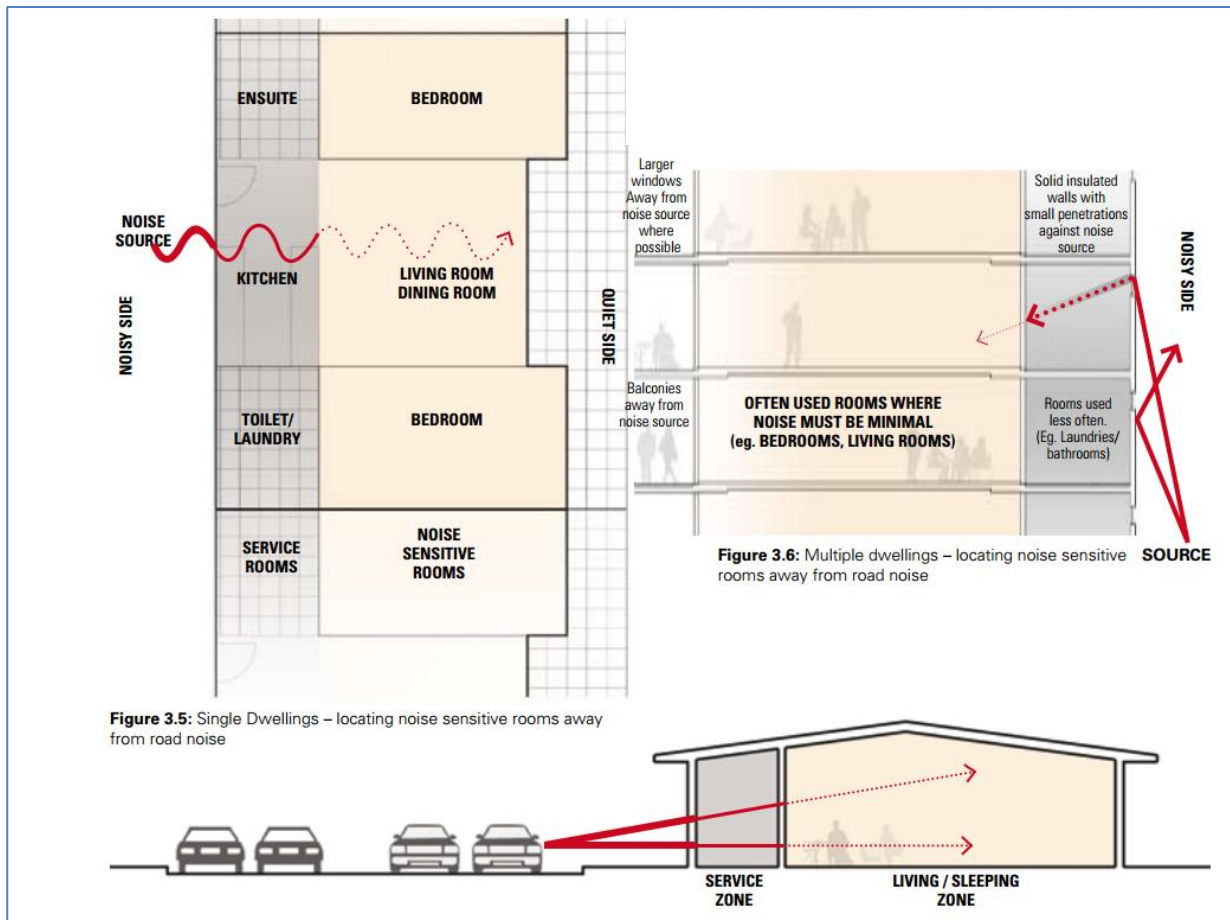 ENSUITE
BEDROOM
NOISE
SOURCE
NOISY SIDE
KITCHEN
LIVING ROOM
DINING ROOM
QUIET SIDE
TOILET/
LAUNDRY
BEDROOM
SERVICE
ROOMS
NOISE
SENSITIVE
ROOMS
Figure 3.5: Single Dwellings – locating noise sensitive rooms away
from road noise
Larger
windows
Away from
noise source
where
possible
Solid insulated
walls with
small penetrations
against noise
source
NOISY SIDE
Balconies
away from
noise source
OFTEN USED ROOMS WHERE
NOISE MUST BE MINIMAL
(eg. BEDROOMS, LIVING ROOMS)
Rooms used
less often.
(Eg. Laundries/
bathrooms)
SOURCE
Figure 3.6: Multiple dwellings – locating noise sensitive
rooms away from road noise
SERVICE
ZONE
LIVING / SLEEPING
ZONE